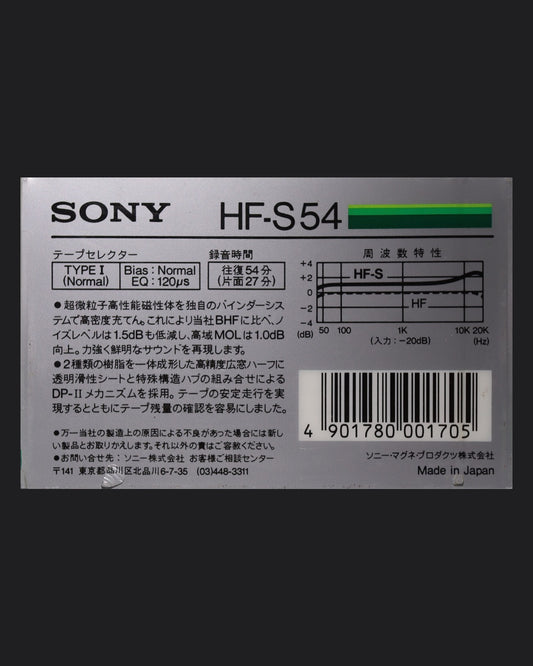 SONY HF-S54
テープセレクター 録音時間 周波数特性
TYPE I (Normal)
Bias: Normal EQ: 120μs
往復54分 (片面27分)
+4
+2
0
−2
−4
(dB)
HF-S
HF
50 100 1K 10K 20K
(入力: −20dB) (Hz)
●超微粒子高性能磁性体を独自のバインダーシス
テムで高密度充てん。これにより当社BHFに比べ、ノ
イズレベルは1.5dBも低減し、高域MOLは1.0dB
向上。力強く鮮明なサウンドを再現します。
●2種類の樹脂を一体成形した高精度広窓ハーフに
透明滑性シートと特殊構造ハブの組み合せによる
DP-IIメカニズムを採用。テープの安定走行を実
現するとともにテープ残量の確認を容易にしました。
●万一当社の製造上の原因による不良があった場合には新し
い製品とお取りかえします。それ以外の責はご容赦ください。
●お問い合せ先：ソニー株式会社 お客様ご相談センター
〒141 東京都品川区北品川6-7-35 (03)448-3311
4 901780 001705
ソニー・マグネ・プロダクツ株式会社
Made in Japan